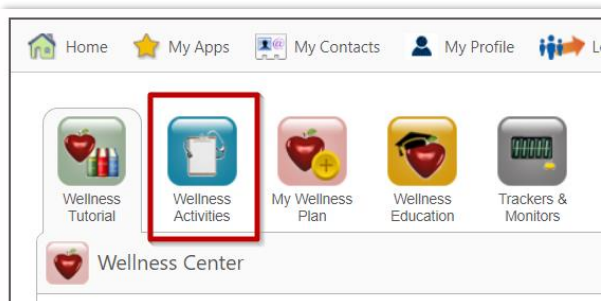 Home My Apps My Contacts My Profile
Wellness Tutorial
Wellness Activities
My Wellness Plan
Wellness Education
Trackers & Monitors
Wellness Center